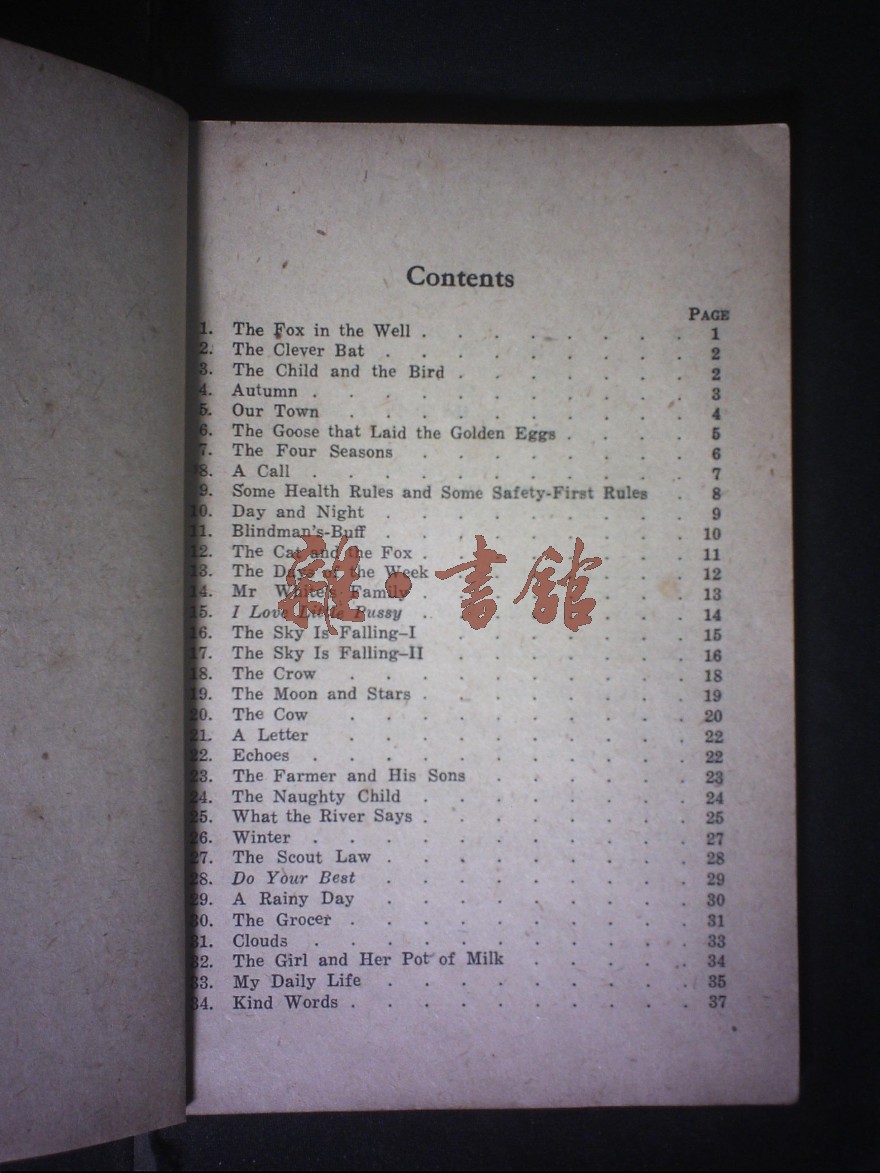 Contents
PAGE
1. The Fox in the Well . . . . . . . . 1
2. The Clever Bat . . . . . . . . . 2
3. The Child and the Bird . . . . . . . 2
4. Autumn . . . . . . . . . . . 3
5. Our Town . . . . . . . . . . 4
6. The Goose that Laid the Golden Eggs . . . . 5
7. The Four Seasons . . . . . . . . 6
8. A Call . . . . . . . . . . . 7
9. Some Health Rules and Some Safety-First Rules . 8
10. Day and Night . . . . . . . . . 9
11. Blindman's-Buff . . . . . . . . . 10
12. The Cat and the Fox . . . . . . . . 11
13. The Days of the Week . . . . . . . 12
14. Mr White's Family . . . . . . . . 13
15. I Love Little Pussy . . . . . . . . 14
16. The Sky Is Falling–I . . . . . . . 15
17. The Sky Is Falling–II . . . . . . . 16
18. The Crow . . . . . . . . . . 18
19. The Moon and Stars . . . . . . . . 19
20. The Cow . . . . . . . . . . 20
21. A Letter . . . . . . . . . . 22
22. Echoes . . . . . . . . . . . 22
23. The Farmer and His Sons . . . . . . 23
24. The Naughty Child . . . . . . . . 24
25. What the River Says . . . . . . . . 25
26. Winter . . . . . . . . . . . 27
27. The Scout Law . . . . . . . . . 28
28. Do Your Best . . . . . . . . . 29
29. A Rainy Day . . . . . . . . . 30
30. The Grocer . . . . . . . . . . 31
31. Clouds . . . . . . . . . . . 33
32. The Girl and Her Pot of Milk . . . . . 34
33. My Daily Life . . . . . . . . . 35
34. Kind Words . . . . . . . . . . 37
雜·書館